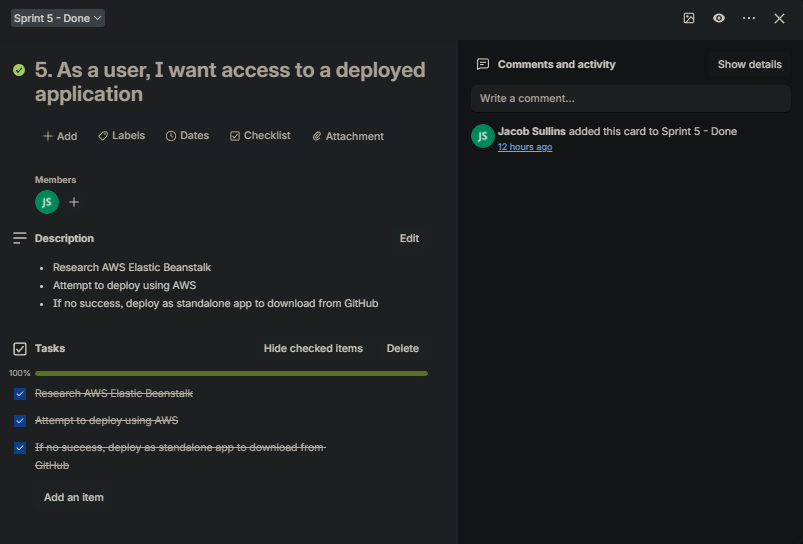 Sprint 5 - Done
5. As a user, I want access to a deployed
application
Add
Labels
Dates
Checklist
Attachment
Members
JS
Description
Edit
Research AWS Elastic Beanstalk
Attempt to deploy using AWS
If no success, deploy as standalone app to download from GitHub
Tasks
Hide checked items
Delete
100%
Research AWS Elastic Beanstalk
Attempt to deploy using AWS
If no success, deploy as standalone app to download from
GitHub
Add an item
Comments and activity
Show details
Write a comment...
JS
Jacob Sullins added this card to Sprint 5 - Done
12 hours ago